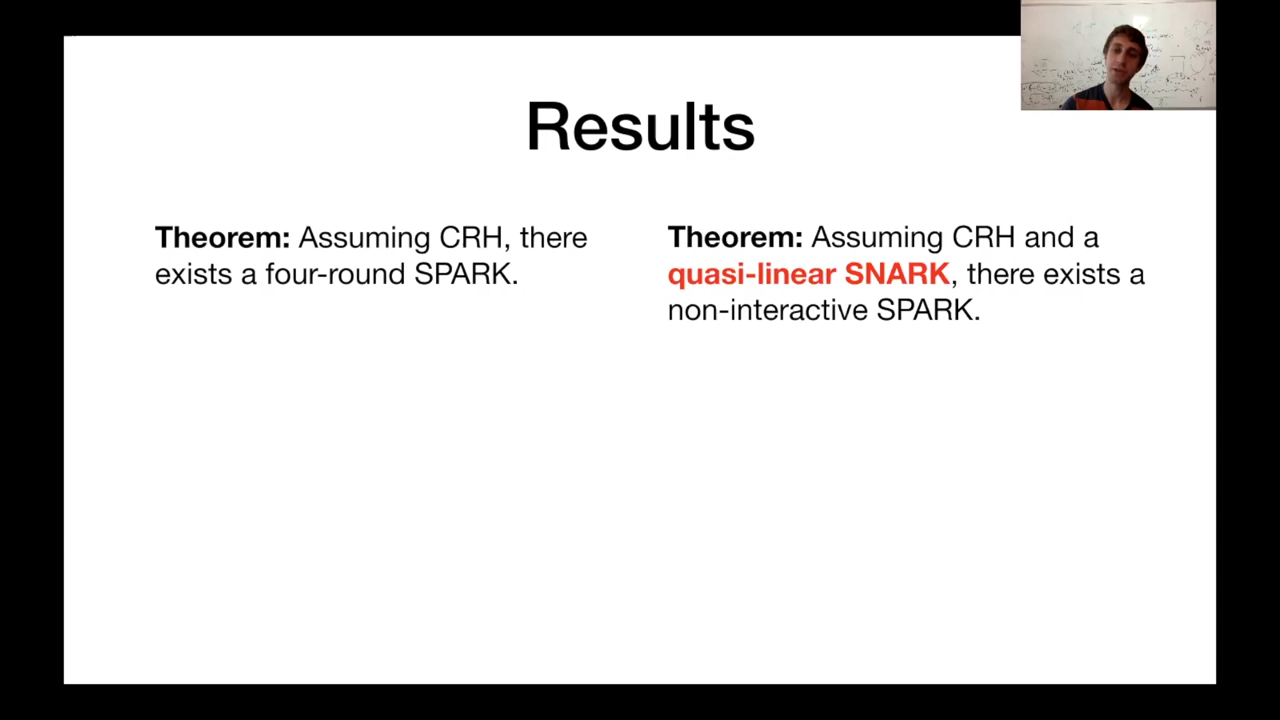 Results
Theorem: Assuming CRH, there
exists a four-round SPARK.
Theorem: Assuming CRH and a
quasi-linear SNARK, there exists a
non-interactive SPARK.